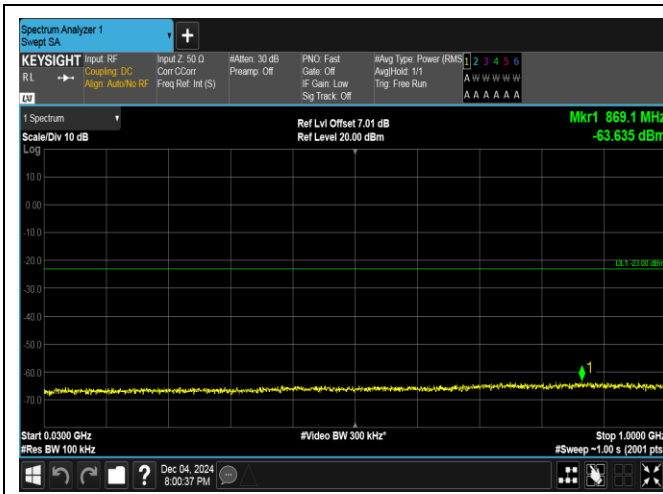 Spectrum Analyzer 1
Swept SA
+
KEYSIGHT
RL
LXI
Input: RF
Coupling: DC
Align: Auto/No RF
Input Z: 50 Ω
Corr CCorr
Freq Ref: Int (S)
#Atten: 30 dB
Preamp: Off
PNO: Fast
Gate: Off
IF Gain: Low
Sig Track: Off
#Avg Type: Power (RMS
Avg|Hold: 1/1
Trig: Free Run
1 2 3 4 5 6
A W W W W W
A A A A A A
1 Spectrum
Scale/Div 10 dB
Ref Lvl Offset 7.01 dB
Ref Level 20.00 dBm
Mkr1 869.1 MHz
-63.635 dBm
Log
10.0
0.00
-10.0
-20.0
DL1 -23.00 dBm
-30.0
-40.0
-50.0
-60.0
1
-70.0
Start 0.0300 GHz
#Video BW 300 kHz*
Stop 1.0000 GHz
#Res BW 100 kHz
#Sweep ~1.00 s (2001 pts
?
Dec 04, 2024
8:00:37 PM